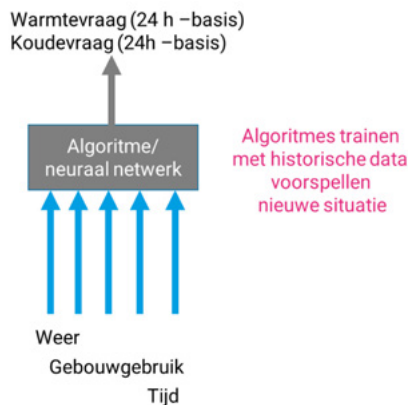 Warmtevraag (24 h –basis)
Koudevraag (24h –basis)
Algoritme/
neuraal netwerk
Algoritmes trainen
met historische data
voorspellen
nieuwe situatie
Weer
Gebouwgebruik
Tijd